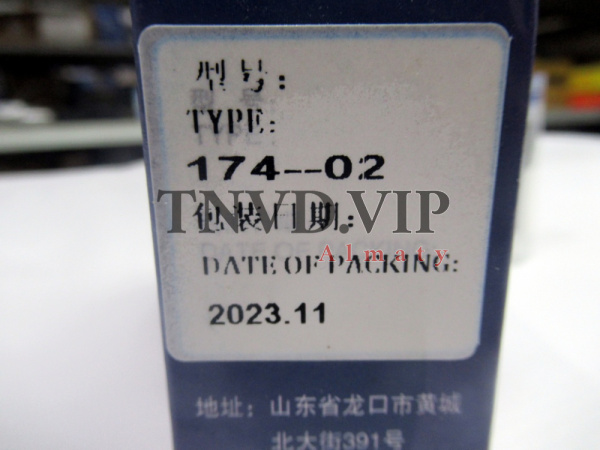 型号:
TYPE:
174--02
TNVD.VIP
包装日期:
Almaty
DATE OF PACKING:
2023.11
地址: 山东省龙口市黄城
北大街391号